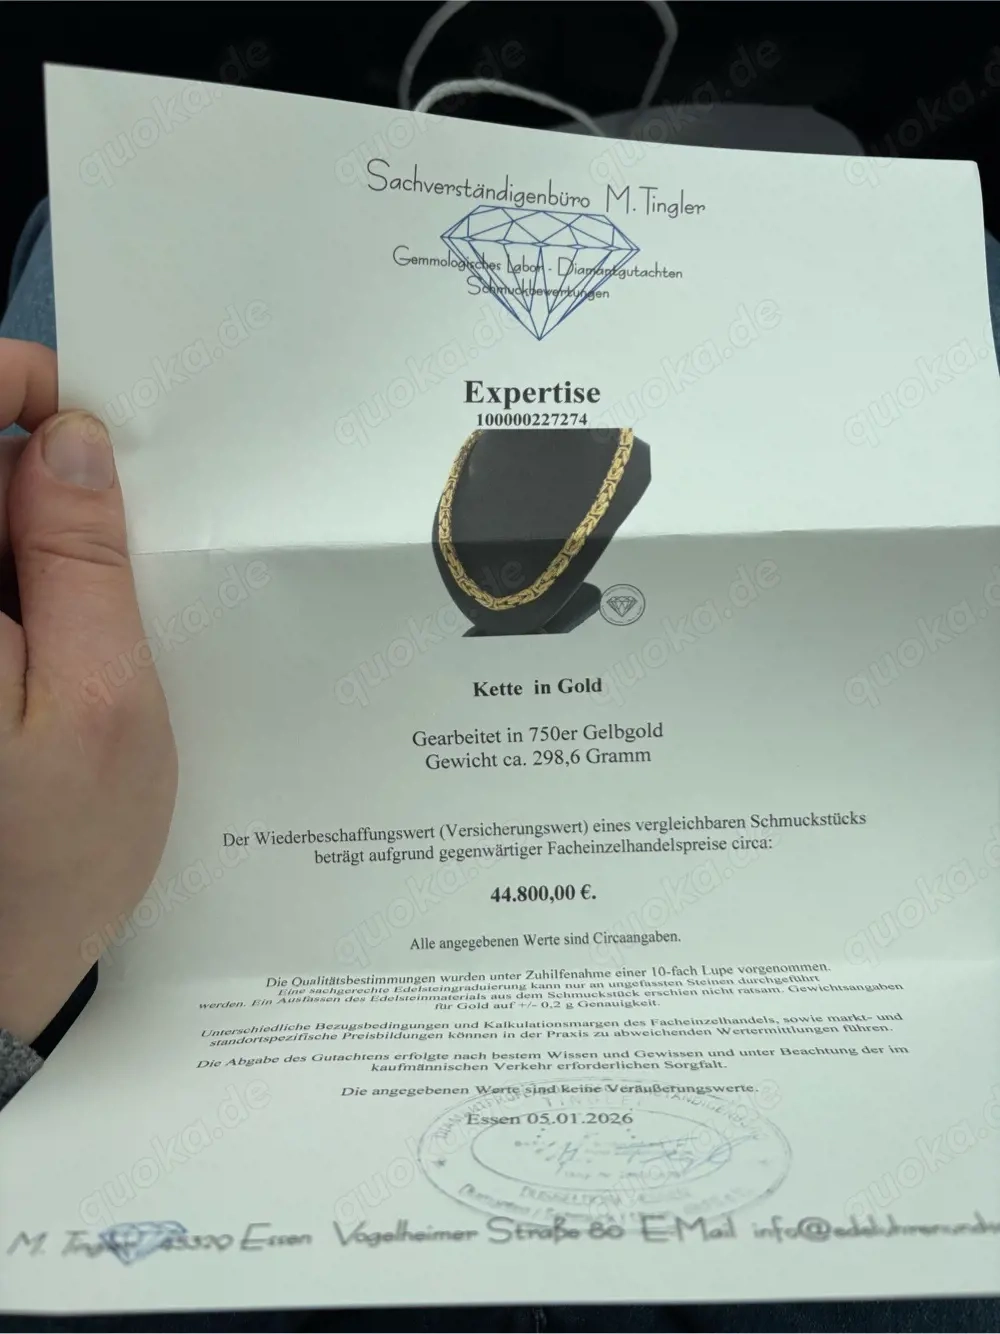 Sachverständigenbüro M. Tingler
Gemmologisches Labor - Diamantgutachten
Schmuckbewertungen
Expertise
100000227274
Kette in Gold
Gearbeitet in 750er Gelbgold
Gewicht ca. 298,6 Gramm
Der Wiederbeschaffungswert (Versicherungswert) eines vergleichbaren Schmuckstücks
beträgt aufgrund gegenwärtiger Facheinzelhandelspreise circa:
44.800,00 €.
Alle angegebenen Werte sind Circaangaben.
Die Qualitätsbestimmungen wurden unter Zuhilfenahme einer 10-fach Lupe vorgenommen.
Eine sachgerechte Edelsteingraduierung kann nur an ungefassten Steinen durchgeführt
werden. Ein Ausfassen des Edelsteinmaterials aus dem Schmuckstück erschien nicht ratsam. Gewichtsangaben
für Gold auf +/- 0,2 g Genauigkeit.
Unterschiedliche Bezugsbedingungen und Kalkulationsmargen des Facheinzelhandels, sowie markt- und
standortspezifische Preisbildungen können in der Praxis zu abweichenden Wertermittlungen führen.
Die Abgabe des Gutachtens erfolgte nach bestem Wissen und Gewissen und unter Beachtung der im
kaufmännischen Verkehr erforderlichen Sorgfalt.
Die angegebenen Werte sind keine Veräußerungswerte.
TINGLER
Essen 05.01.2026
M. Tingler Essen Vogelheimer Straße 80 E-Mail
quoka.de